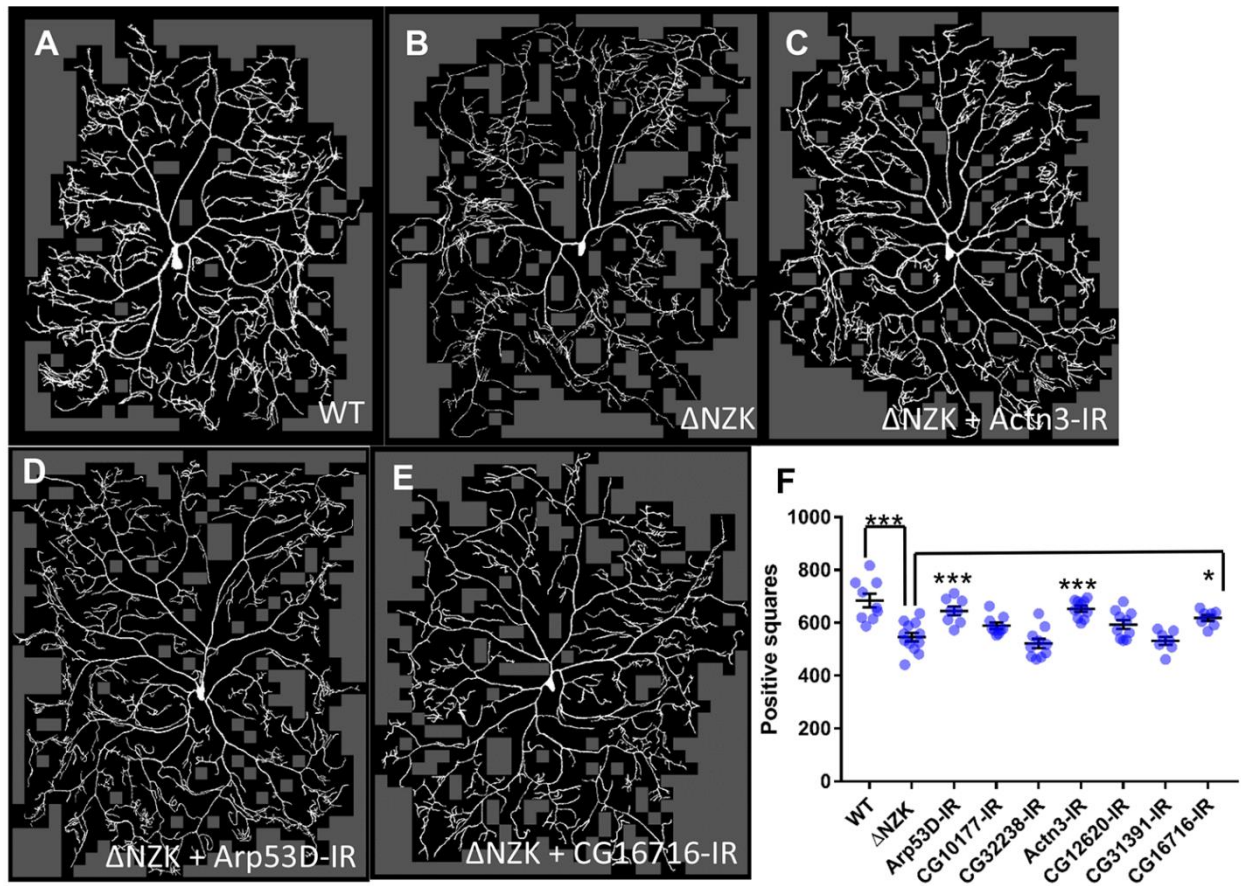 A
WT
B
ΔNZK
C
ΔNZK + Actn3-IR
D
ΔNZK + Arp53D-IR
E
ΔNZK + CG16716-IR
F
Positive squares
1000
800
600
400
200
0
***
***
***
*
WT
ΔNZK
Arp53D-IR
CG10177-IR
CG32238-IR
Actn3-IR
CG12620-IR
CG31391-IR
CG16716-IR